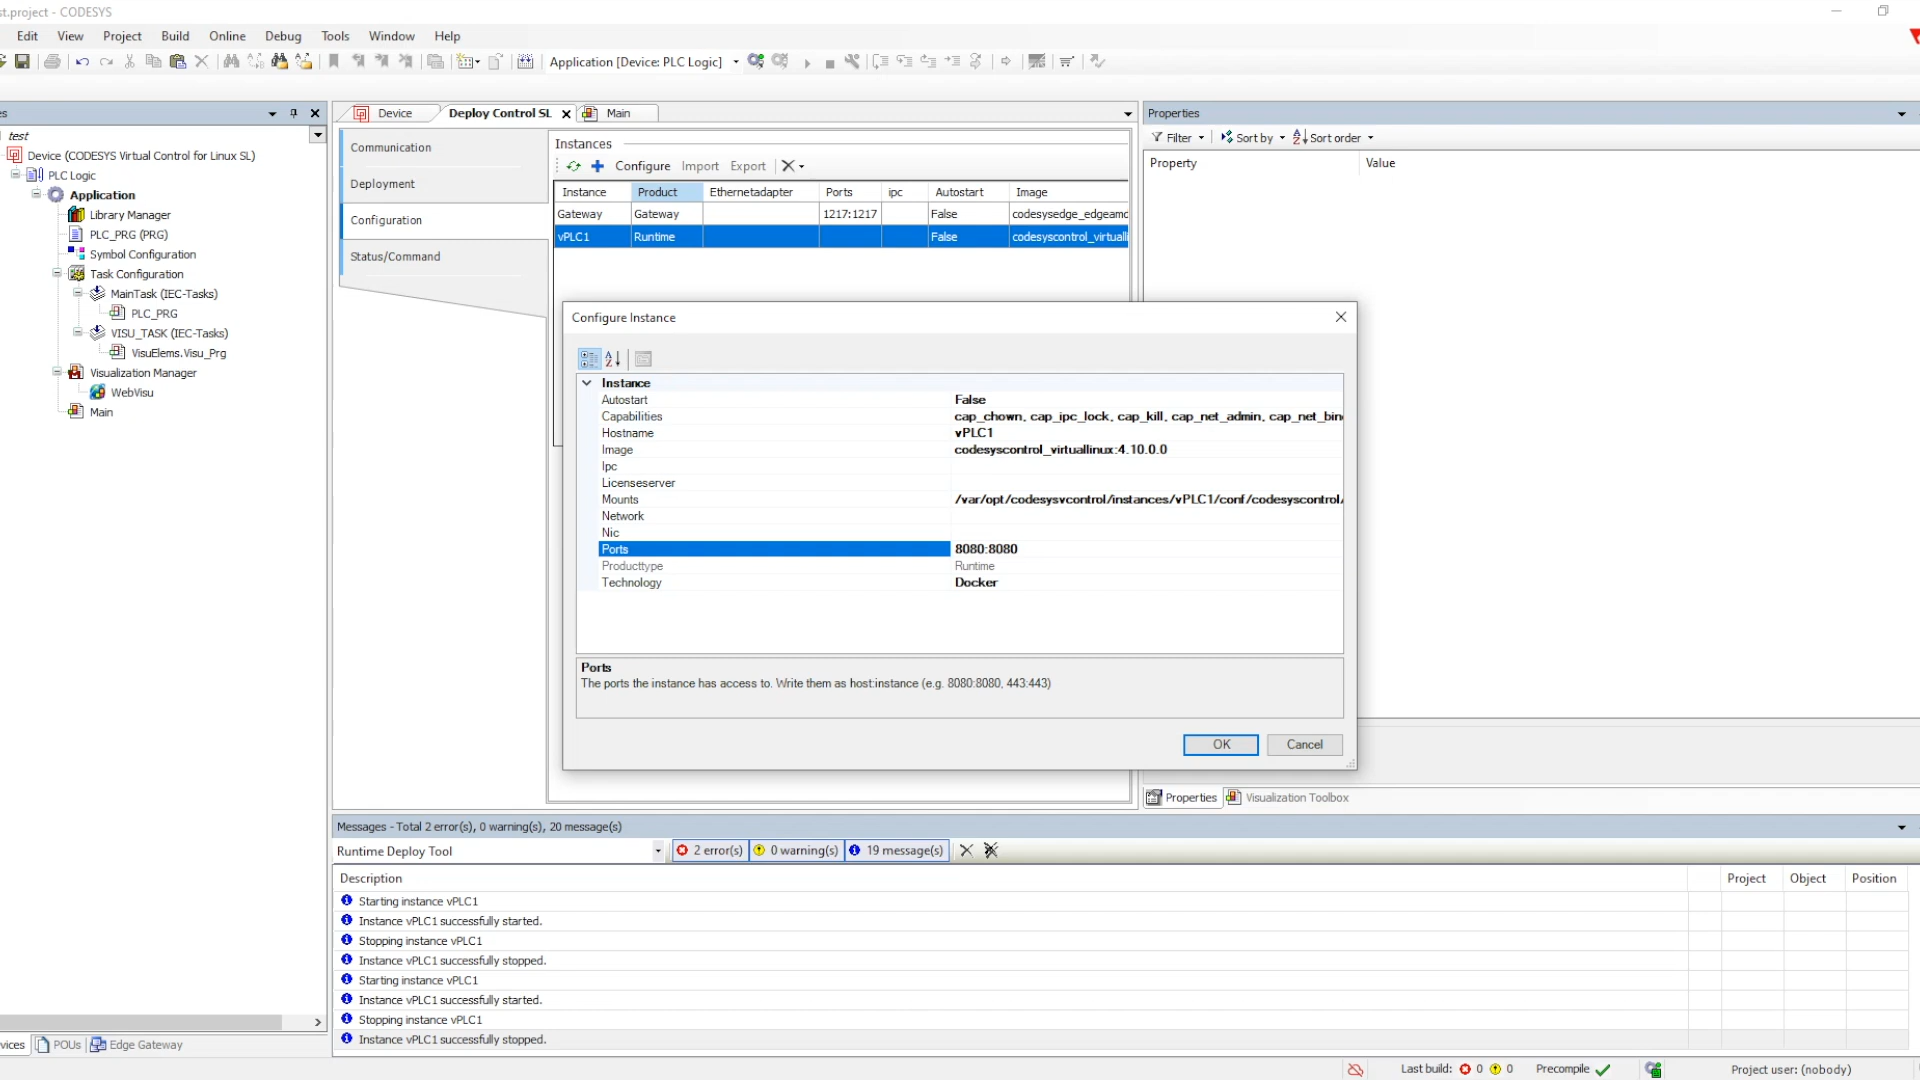 st.project - CODESYS
Edit View Project Build Online Debug Tools Window Help
Application [Device: PLC Logic]
es
test
Device (CODESYS Virtual Control for Linux SL)
PLC Logic
Application
Library Manager
PLC_PRG (PRG)
Symbol Configuration
Task Configuration
MainTask (IEC-Tasks)
PLC_PRG
VISU_TASK (IEC-Tasks)
VisuElems.Visu_Prg
Visualization Manager
WebVisu
Main
vices POUs Edge Gateway
Device Deploy Control SL Main
Communication
Deployment
Configuration
Status/Command
Instances
Configure Import Export
Instance Product Ethernetadapter Ports ipc Autostart Image
Gateway Gateway 1217:1217 False codesysedge_edgeamd
vPLC1 Runtime False codesyscontrol_virtualli
Configure Instance
Instance
Autostart False
Capabilities cap_chown, cap_ipc_lock, cap_kill, cap_net_admin, cap_net_bin
Hostname vPLC1
Image codesyscontrol_virtuallinux:4.10.0.0
Ipc
Licenseserver
Mounts /var/opt/codesysvcontrol/instances/vPLC1/conf/codesyscontrol/
Network
Nic
Ports 8080:8080
Producttype Runtime
Technology Docker
Ports
The ports the instance has access to. Write them as host:instance (e.g. 8080:8080, 443:443)
OK Cancel
Properties
Filter Sort by Sort order
Property Value
Properties Visualization Toolbox
Messages - Total 2 error(s), 0 warning(s), 20 message(s)
Runtime Deploy Tool 2 error(s) 0 warning(s) 19 message(s)
Description Project Object Position
Starting instance vPLC1
Instance vPLC1 successfully started.
Stopping instance vPLC1
Instance vPLC1 successfully stopped.
Starting instance vPLC1
Instance vPLC1 successfully started.
Stopping instance vPLC1
Instance vPLC1 successfully stopped.
Last build: 0 0 Precompile Project user: (nobody)